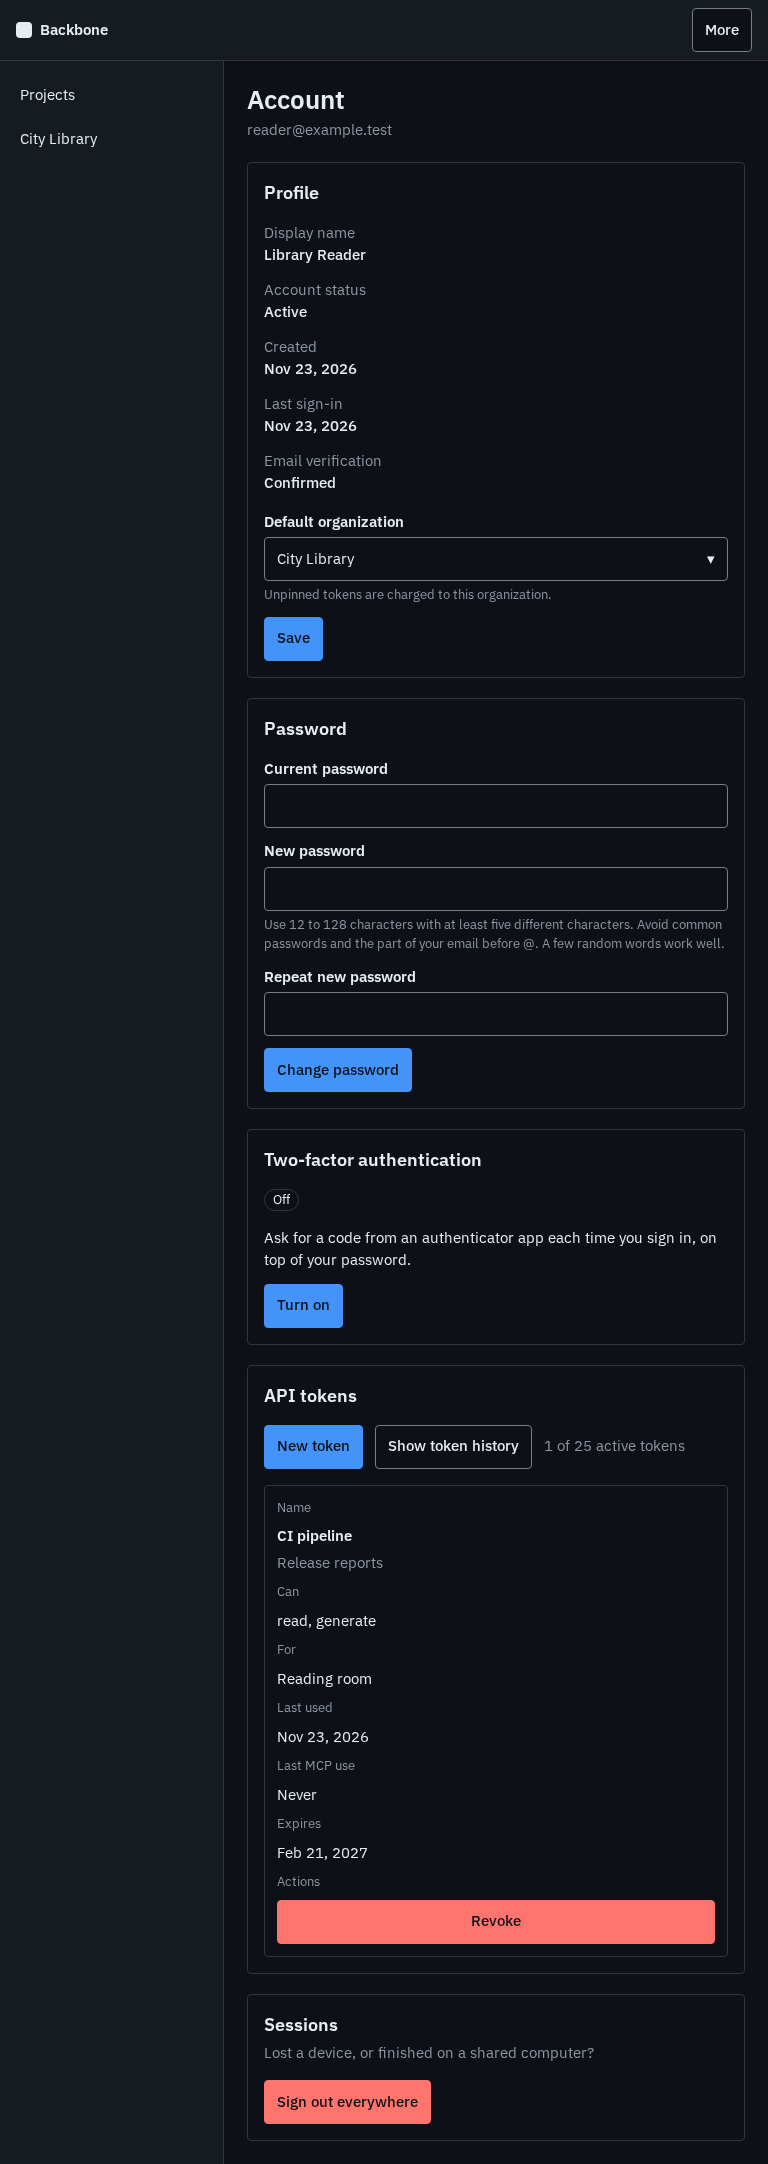 Backbone
More
Projects
City Library
Account
reader@example.test
Profile
Display name
Library Reader
Account status
Active
Created
Nov 23, 2026
Last sign-in
Nov 23, 2026
Email verification
Confirmed
Default organization
City Library ▾
Unpinned tokens are charged to this organization.
Save
Password
Current password
New password
Use 12 to 128 characters with at least five different characters. Avoid common
passwords and the part of your email before @. A few random words work well.
Repeat new password
Change password
Two-factor authentication
Off
Ask for a code from an authenticator app each time you sign in, on
top of your password.
Turn on
API tokens
New token
Show token history
1 of 25 active tokens
Name
CI pipeline
Release reports
Can
read, generate
For
Reading room
Last used
Nov 23, 2026
Last MCP use
Never
Expires
Feb 21, 2027
Actions
Revoke
Sessions
Lost a device, or finished on a shared computer?
Sign out everywhere